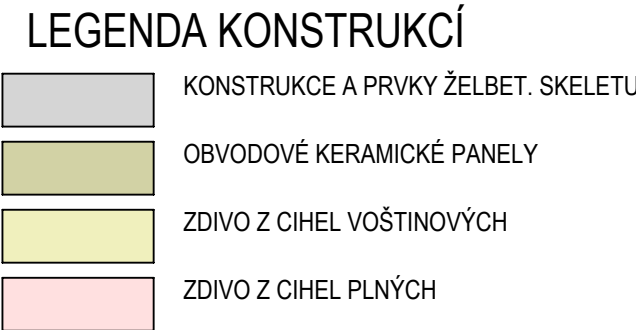 LEGENDA KONSTRUKCÍ
KONSTRUKCE A PRVKY ŽELBET. SKELETU
OBVODOVÉ KERAMICKÉ PANELY
ZDIVO Z CIHEL VOŠTINOVÝCH
ZDIVO Z CIHEL PLNÝCH